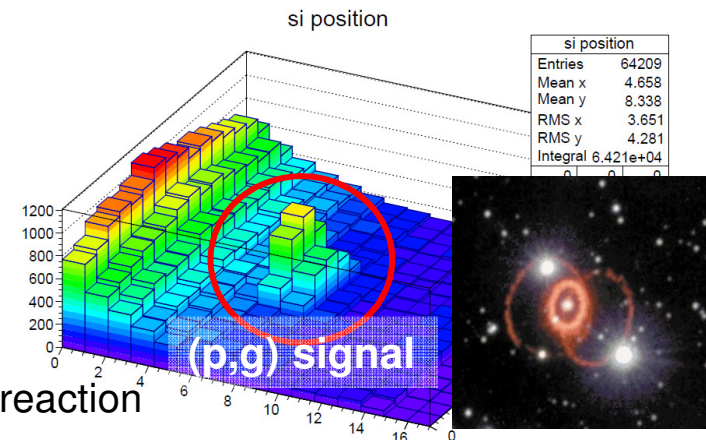 si position
si position
Entries 64209
Mean x 4.658
Mean y 8.338
RMS x 3.651
RMS y 4.281
Integral 6.421e+04
0 0 0
1200
1000
800
600
400
200
0
0 2 4 6 8 10 12 14 16
0
(p,g) signal
reaction